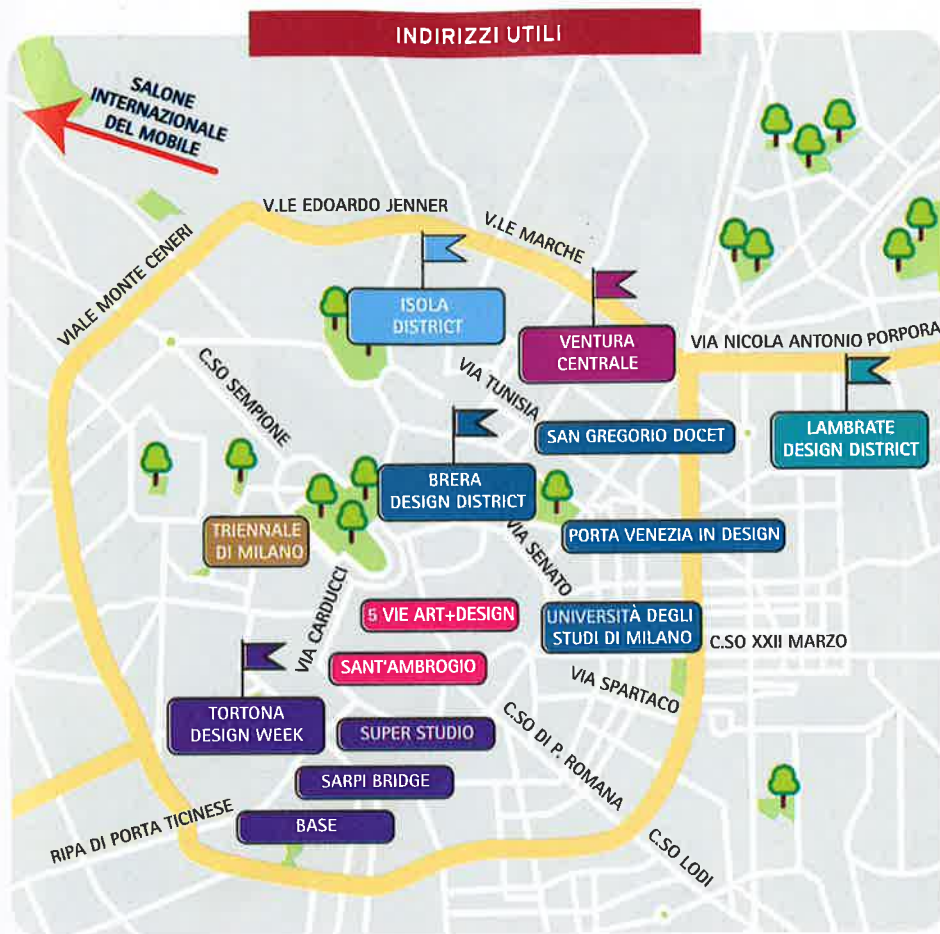 INDIRIZZI UTILI
SALONE
INTERNAZIONALE
DEL MOBILE
V.LE EDOARDO JENNER
V.LE MARCHE
VIALE MONTE CENERI
ISOLA
DISTRICT
VENTURA
CENTRALE
VIA NICOLA ANTONIO PORPORA
C.SO SEMPIONE
VIA TUNISIA
SAN GREGORIO DOCET
LAMBRATE
DESIGN DISTRICT
BRERA
DESIGN DISTRICT
TRIENNALE
DI MILANO
VIA SENATO
PORTA VENEZIA IN DESIGN
VIA CARDUCCI
5 VIE ART+DESIGN
UNIVERSITÀ DEGLI
STUDI DI MILANO
C.SO XXII MARZO
SANT'AMBROGIO
VIA SPARTACO
TORTONA
DESIGN WEEK
SUPER STUDIO
C.SO DI P. ROMANA
SARPI BRIDGE
RIPA DI PORTA TICINESE
BASE
C.SO LODI